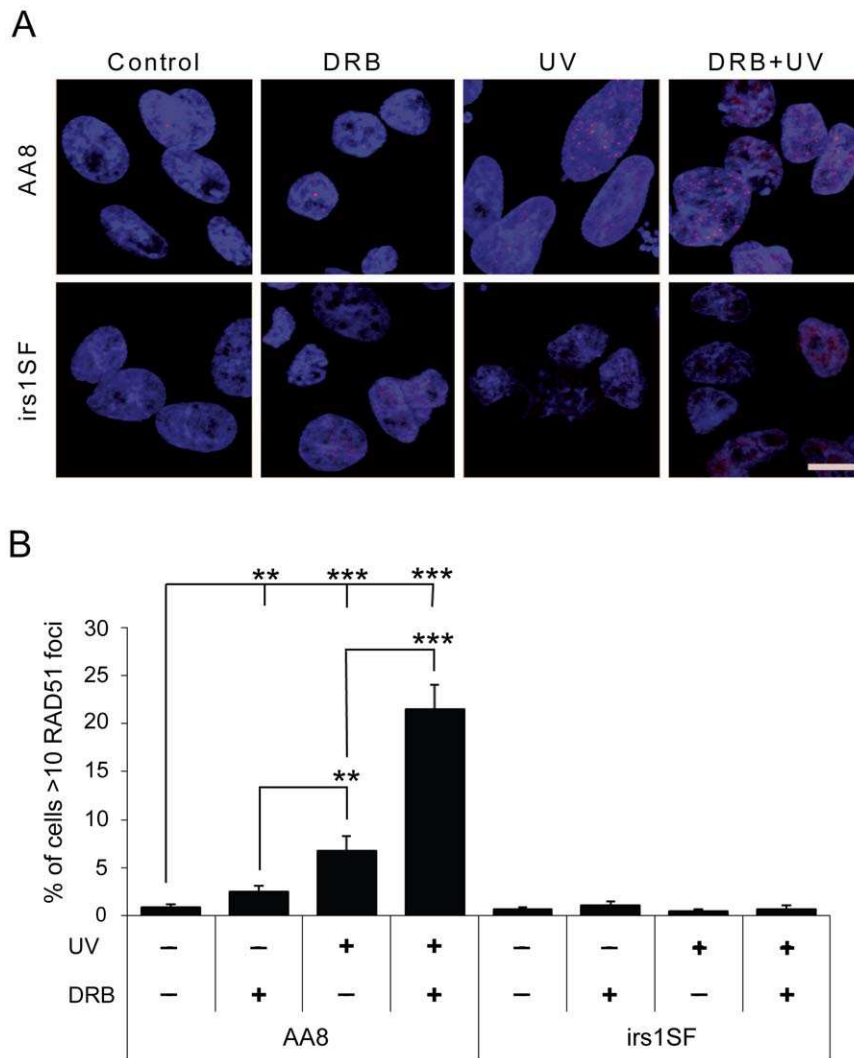 A
Control DRB UV DRB+UV
AA8
irs1SF
B
** *** ***
***
**
% of cells >10 RAD51 foci
30
25
20
15
10
5
0
UV – – + + – – + +
DRB – + – + – + – +
AA8 irs1SF